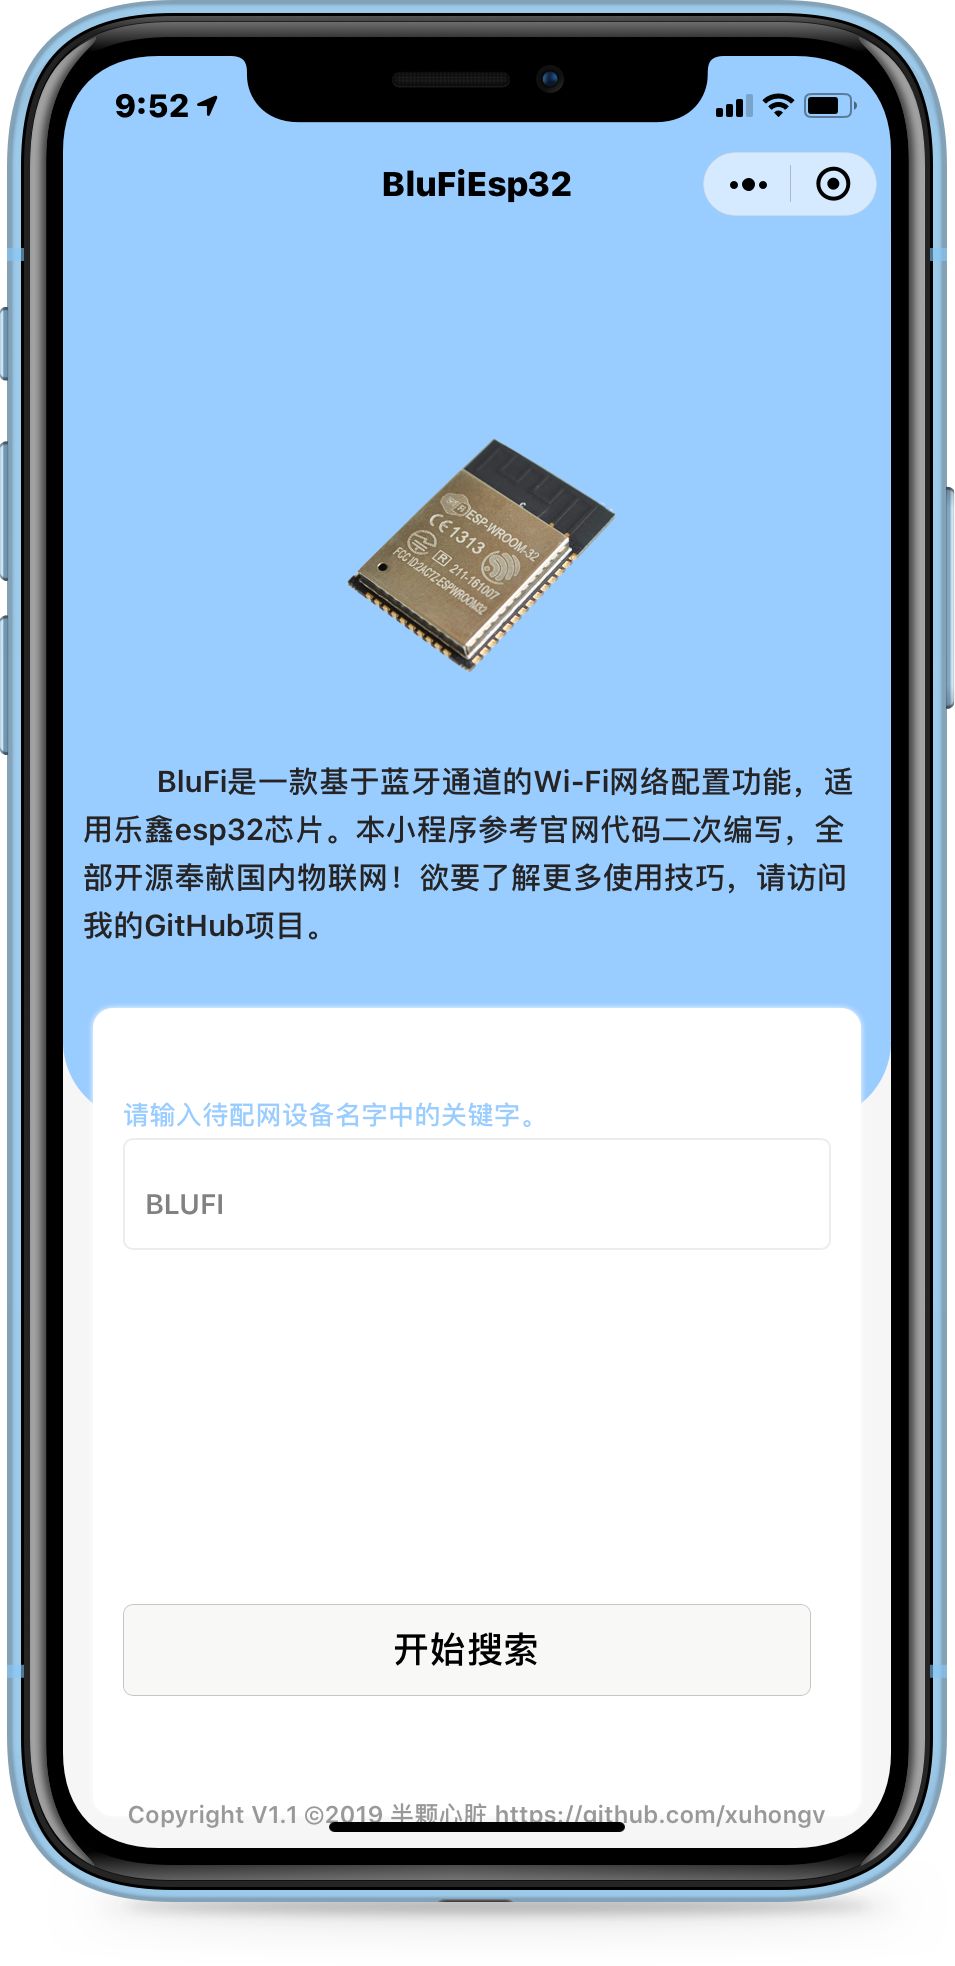 9:52
BluFiEsp32
ESP-WROOM-32
CE1313
R 211-161007
FCC ID:2AC7Z-ESPWROOM32
BluFi是一款基于蓝牙通道的Wi-Fi网络配置功能，适
用乐鑫esp32芯片。本小程序参考官网代码二次编写，全
部开源奉献国内物联网！欲要了解更多使用技巧，请访问
我的GitHub项目。
请输入待配网设备名字中的关键字。
BLUFI
开始搜索
Copyright V1.1 ©2019 半颗心脏 https://github.com/xuhongv